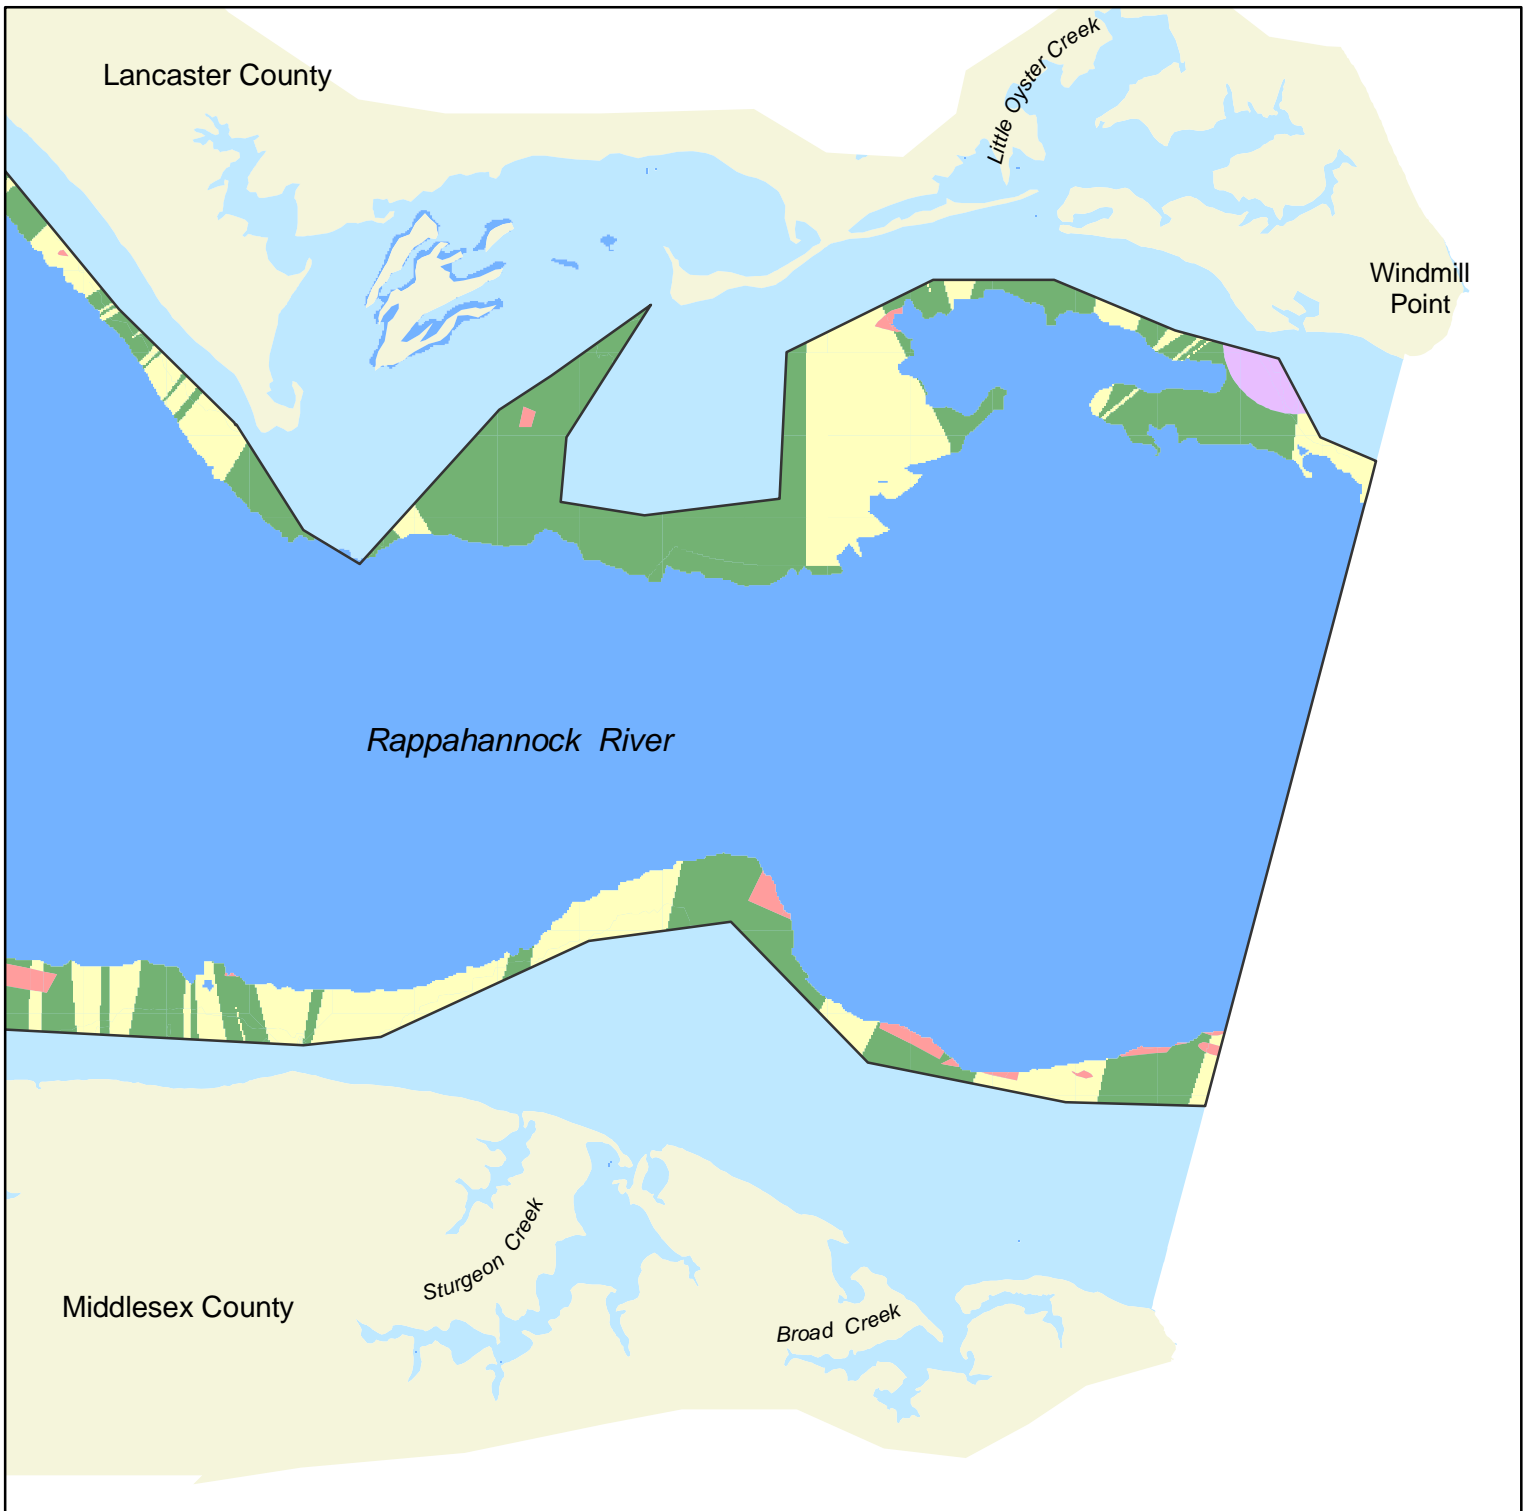 Lancaster County
Little Oyster Creek
Windmill
Point
Rappahannock River
Sturgeon Creek
Middlesex County
Broad Creek